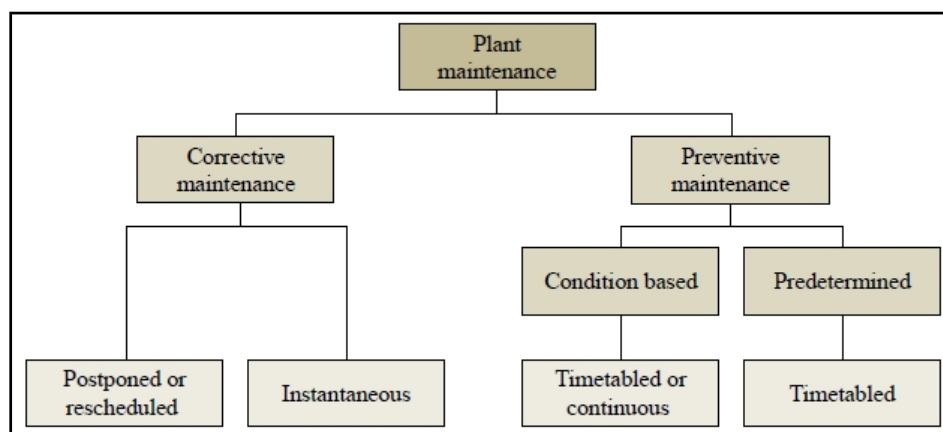 Plant
maintenance
Corrective
maintenance
Preventive
maintenance
Condition based
Predetermined
Postponed or
rescheduled
Instantaneous
Timetabled or
continuous
Timetabled